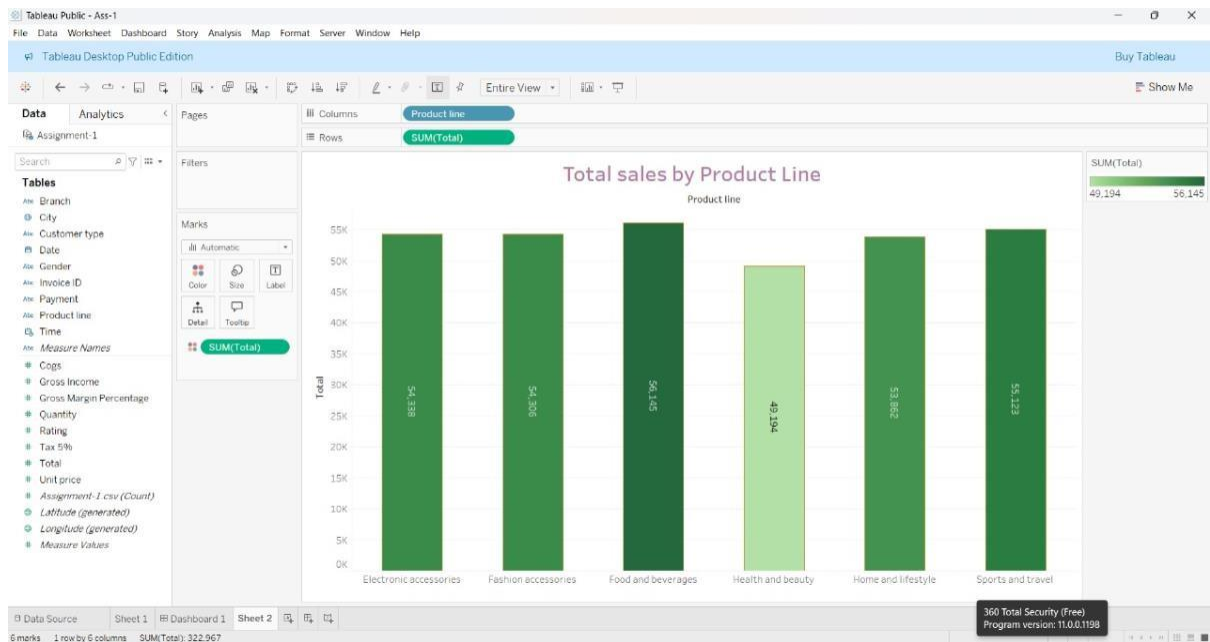 Tableau Public - Ass-1
File Data Worksheet Dashboard Story Analysis Map Format Server Window Help
Tableau Desktop Public Edition
Buy Tableau
Entire View
Show Me
Data Analytics
Pages
Columns
Product line
Assignment-1
Rows
SUM(Total)
Search
Tables
Abc Branch
City
Abc Customer type
Date
Abc Gender
Abc Invoice ID
Abc Payment
Abc Product line
Time
Abc Measure Names
# Cogs
# Gross Income
# Gross Margin Percentage
# Quantity
# Rating
# Tax 5%
# Total
# Unit price
# Assignment-1.csv (Count)
Latitude (generated)
Longitude (generated)
# Measure Values
Filters
Marks
Automatic
Color Size Label
Detail Tooltip
SUM(Total)
Total sales by Product Line
Product line
Total
55K
50K
45K
40K
35K
30K
25K
20K
15K
10K
5K
0K
54,338
54,306
56,145
49,194
53,862
55,123
Electronic accessories
Fashion accessories
Food and beverages
Health and beauty
Home and lifestyle
Sports and travel
SUM(Total)
49,194 56,145
Data Source Sheet 1 Dashboard 1 Sheet 2
360 Total Security (Free)
Program version: 11.0.0.1198
6 marks 1 row by 6 columns SUM(Total): 322,967